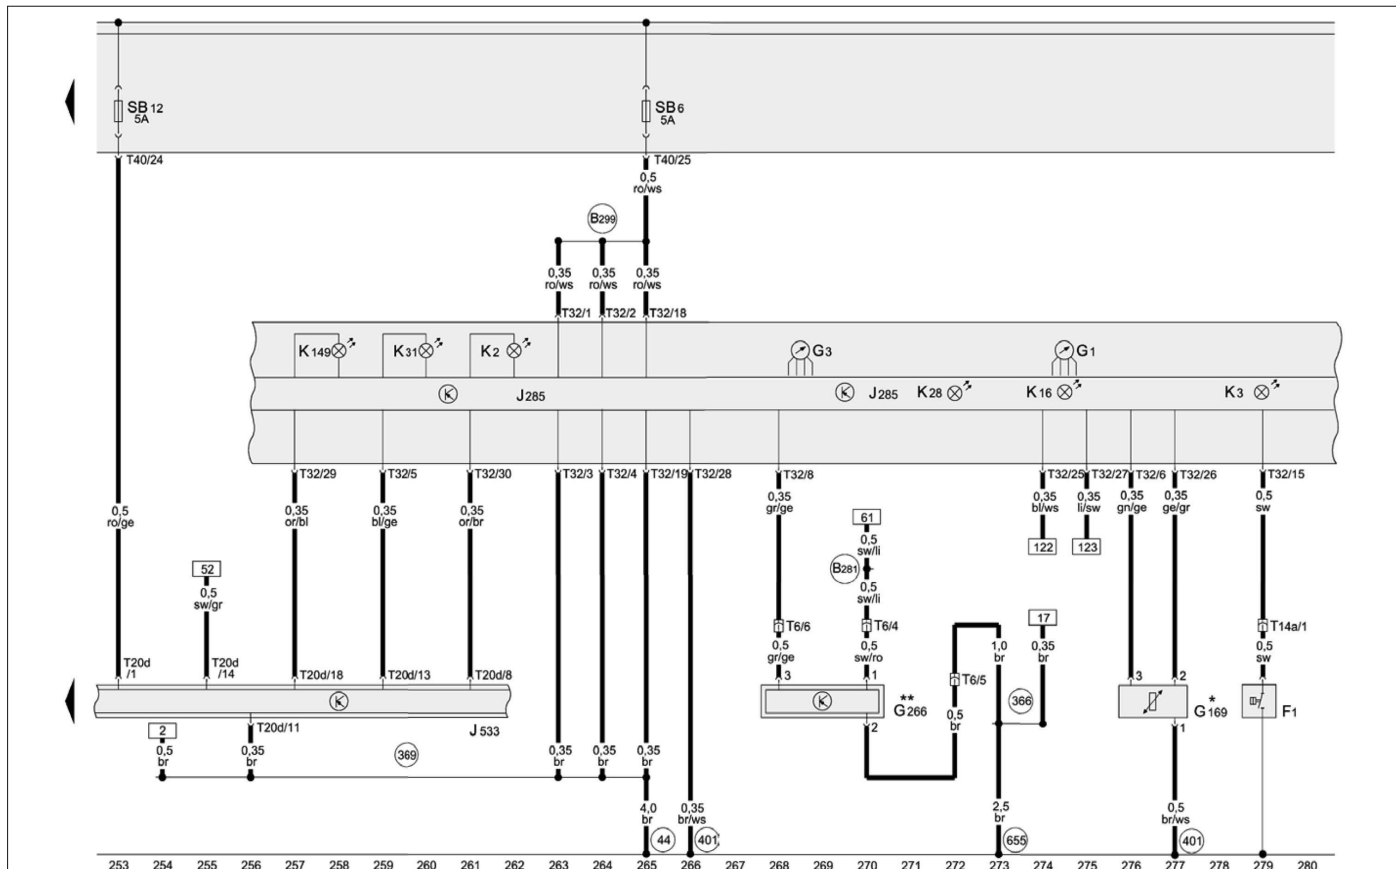 SB 12
5A
SB 6
5A
T40/24
T40/25
0,5
ro/ws
B299
0,35
ro/ws
0,35
ro/ws
0,35
ro/ws
T32/1
T32/2
T32/18
K149
K31
K2
G3
G1
J285
J285
K28
K16
K3
T32/29
T32/5
T32/30
T32/3
T32/4
T32/19
T32/28
T32/8
T32/25
T32/27
T32/6
T32/26
T32/15
0,5
ro/ge
0,35
or/bl
0,35
bl/ge
0,35
or/br
0,35
gr/ge
61
0,5
sw/li
0,35
bl/ws
0,35
li/sw
0,35
gn/ge
0,35
ge/gr
0,5
sw
122
123
52
0,5
sw/gr
B281
0,5
sw/li
17
T6/6
T6/4
T14a/1
0,5
gr/ge
0,5
sw/ro
1,0
br
0,35
br
0,5
sw
T20d
/1
T20d
/14
T20d/18
T20d/13
T20d/8
3
1
T6/5
366
3
2
**
G266
*
G169
F1
2
T20d/11
J533
2
0,5
br
1
0,5
br
0,35
br
369
0,35
br
0,35
br
0,35
br
4,0
br
44
0,35
br/ws
401
2,5
br
655
0,5
br/ws
401
253 254 255 256 257 258 259 260 261 262 263 264 265 266 267 268 269 270 271 272 273 274 275 276 277 278 279 280